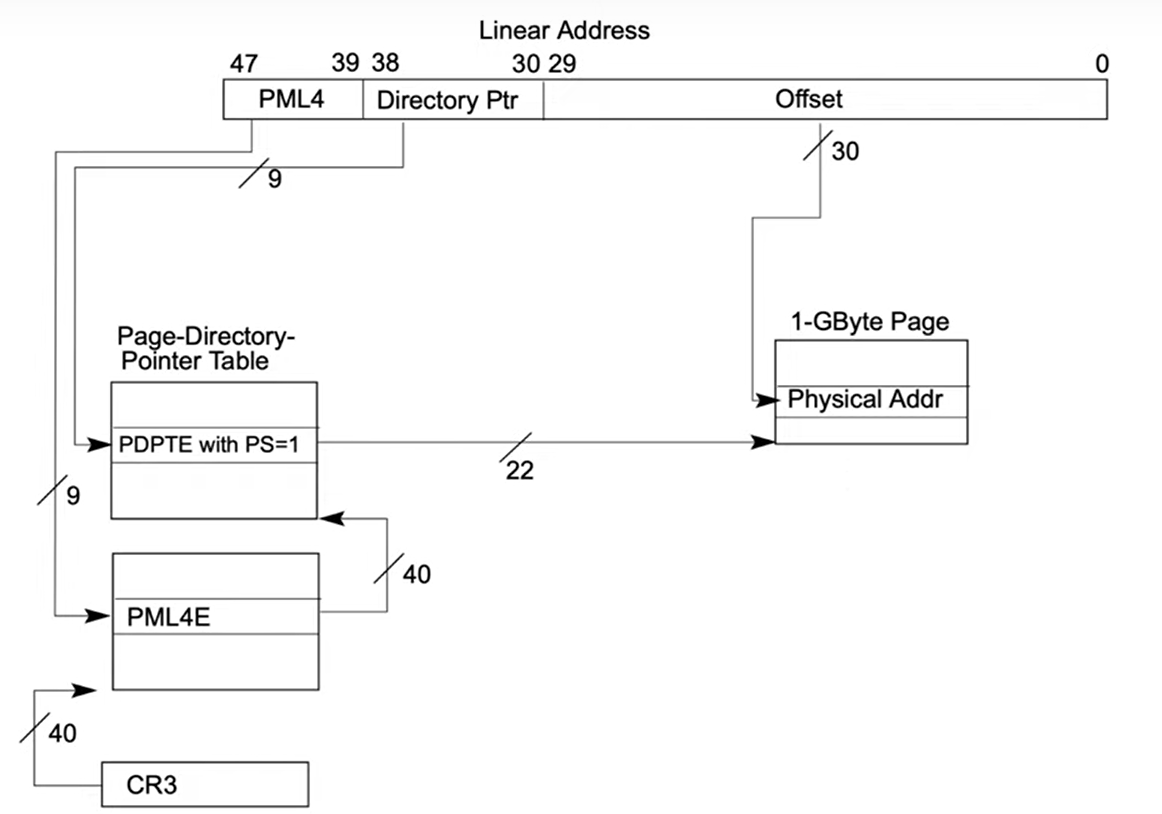 Linear Address
47 39 38 30 29 0
PML4 Directory Ptr Offset
30
9
1-GByte Page
Page-Directory-
Pointer Table
Physical Addr
PDPTE with PS=1
22
9
40
PML4E
40
CR3